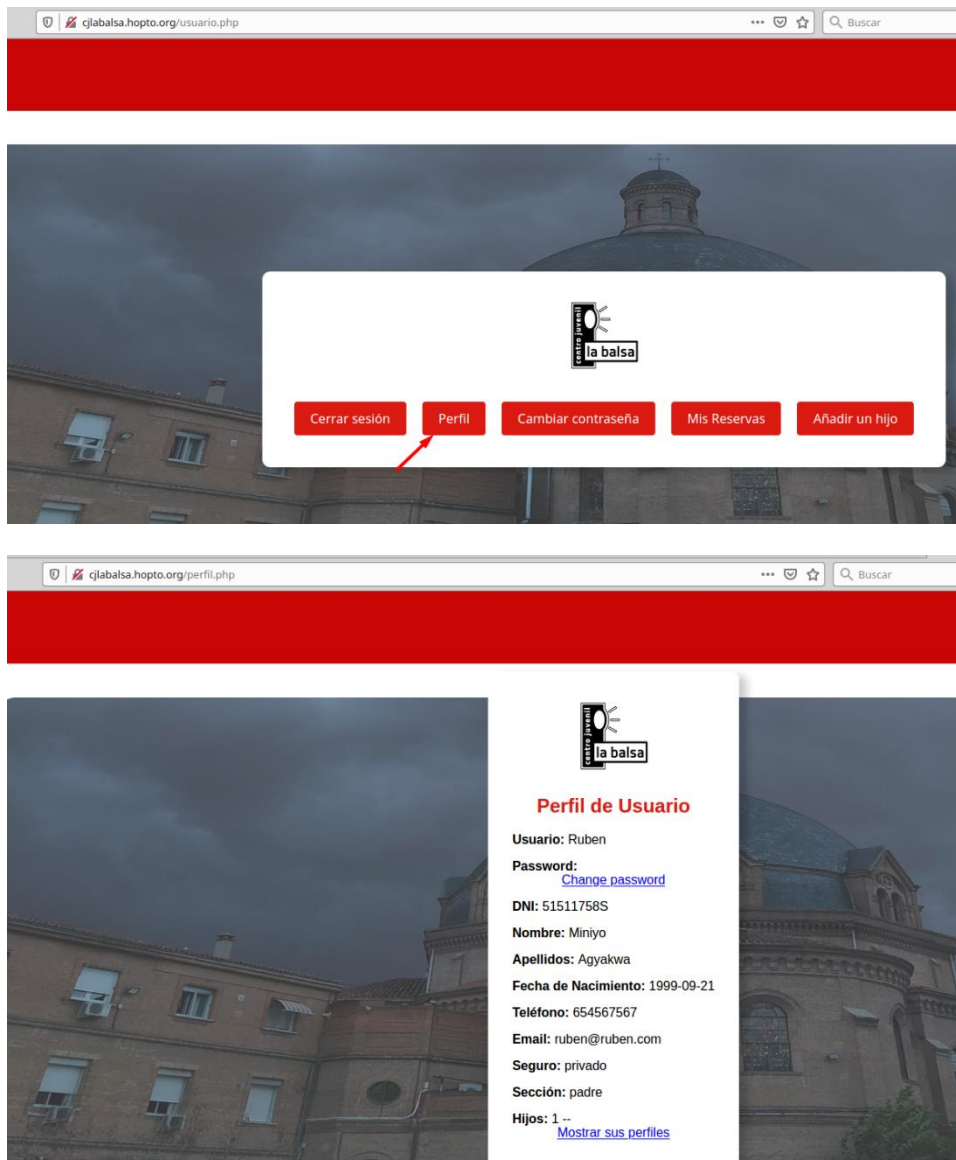 cjlabalsa.hopto.org/usuario.php
Buscar
centro juvenil
la balsa
Cerrar sesión
Perfil
Cambiar contraseña
Mis Reservas
Añadir un hijo
cjlabalsa.hopto.org/perfil.php
Buscar
centro juvenil
la balsa
Perfil de Usuario
Usuario: Ruben
Password:
Change password
DNI: 51511758S
Nombre: Miniyo
Apellidos: Agyakwa
Fecha de Nacimiento: 1999-09-21
Teléfono: 654567567
Email: ruben@ruben.com
Seguro: privado
Sección: padre
Hijos: 1 --
Mostrar sus perfiles